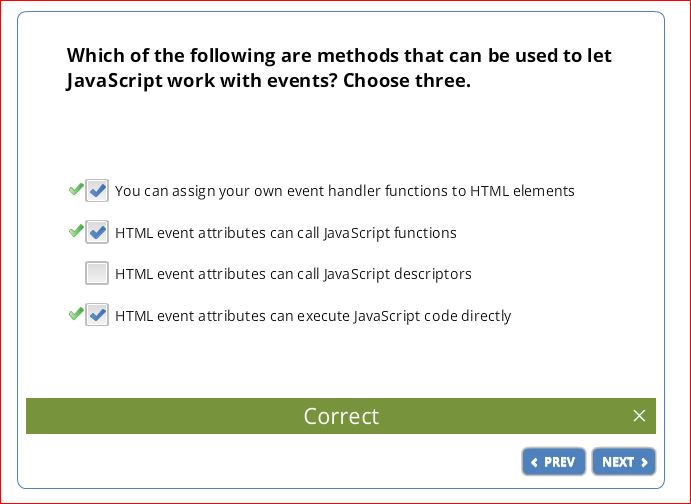 Which of the following are methods that can be used to let
JavaScript work with events? Choose three.
You can assign your own event handler functions to HTML elements
HTML event attributes can call JavaScript functions
HTML event attributes can call JavaScript descriptors
HTML event attributes can execute JavaScript code directly
Correct
PREV NEXT